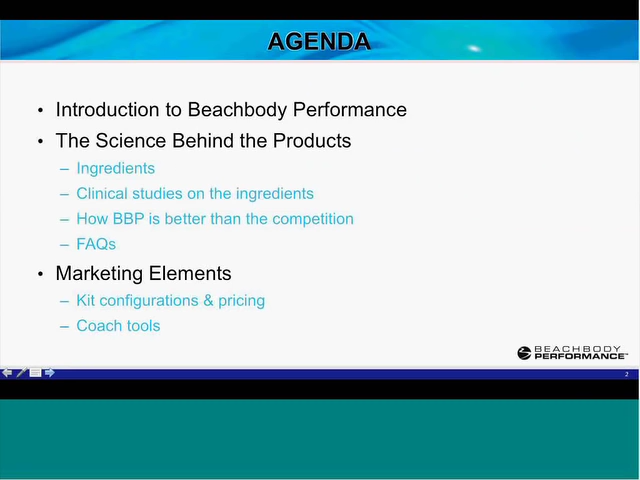 AGENDA
• Introduction to Beachbody Performance
• The Science Behind the Products
– Ingredients
– Clinical studies on the ingredients
– How BBP is better than the competition
– FAQs
• Marketing Elements
– Kit configurations & pricing
– Coach tools
BEACHBODY
PERFORMANCE™
2